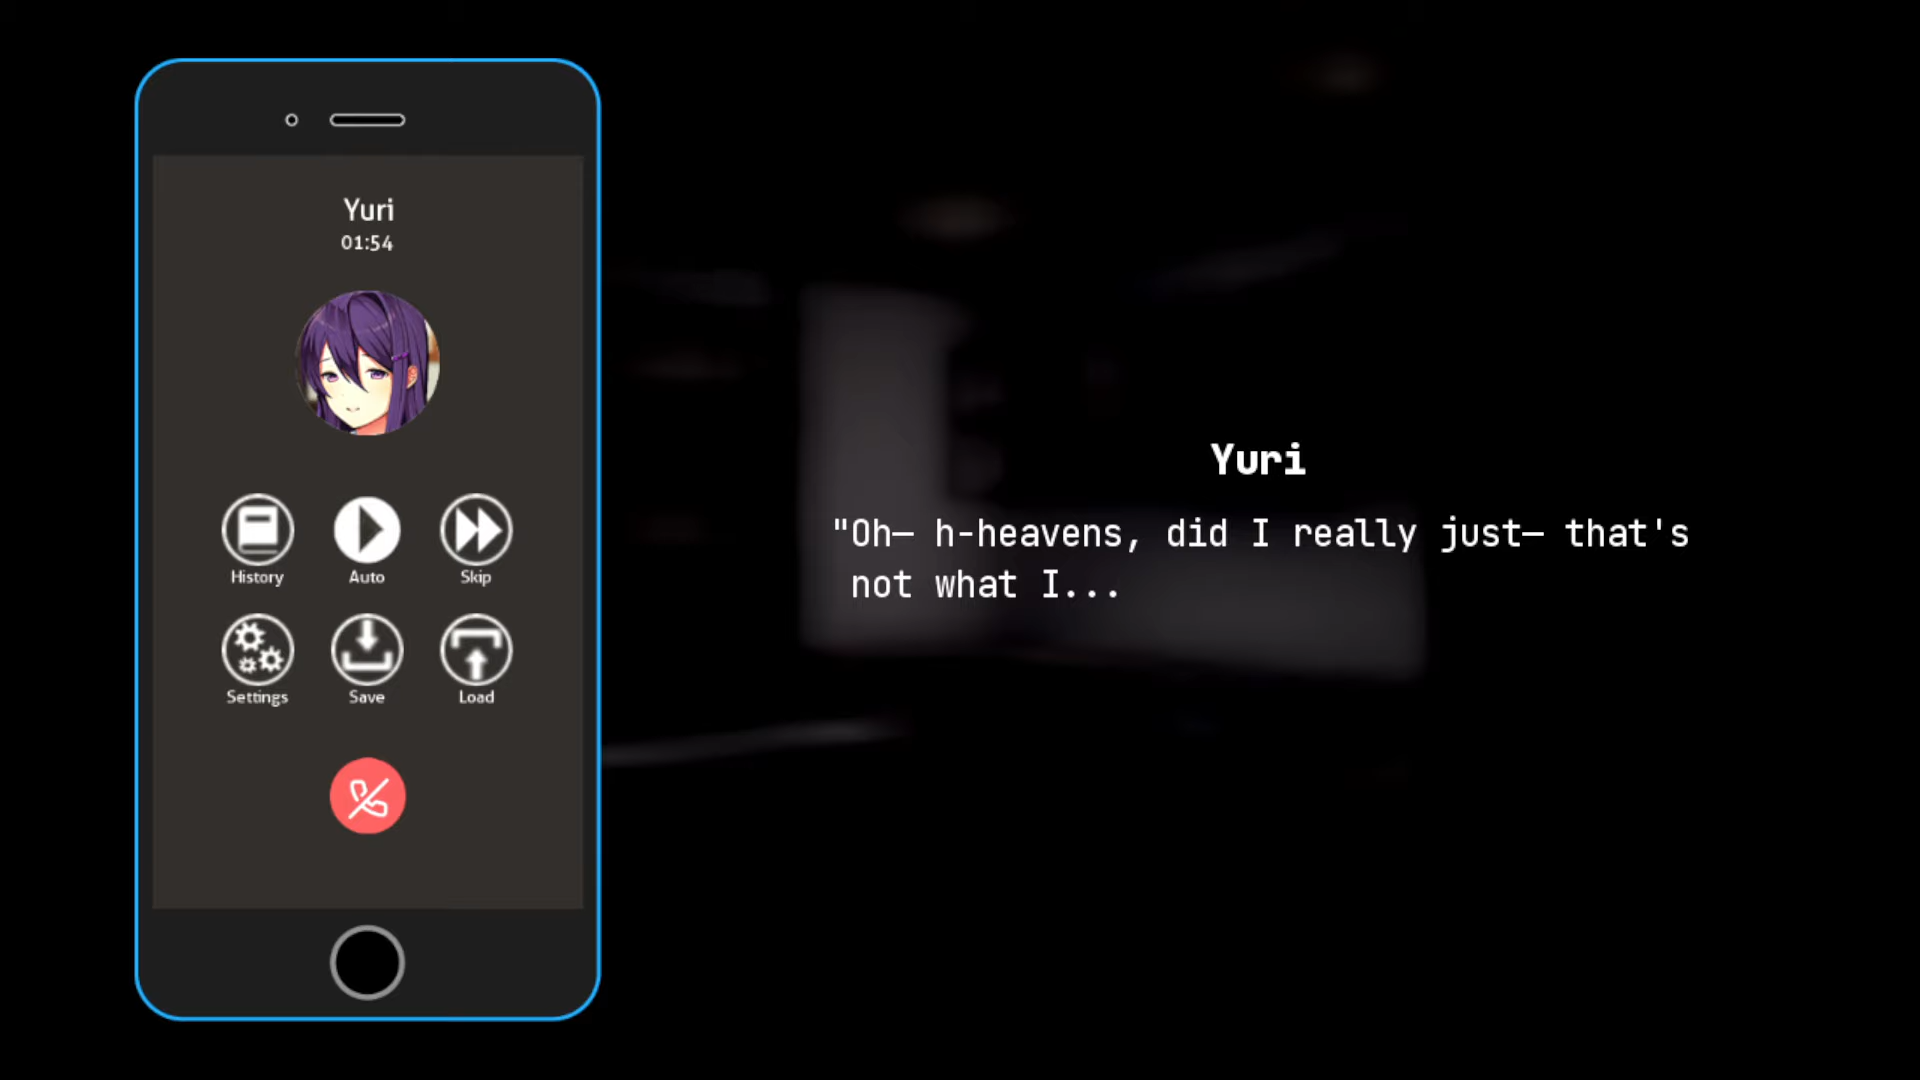 Yuri
01:54
History
Auto
Skip
Settings
Save
Load
Yuri
"Oh— h-heavens, did I really just— that's
not what I...